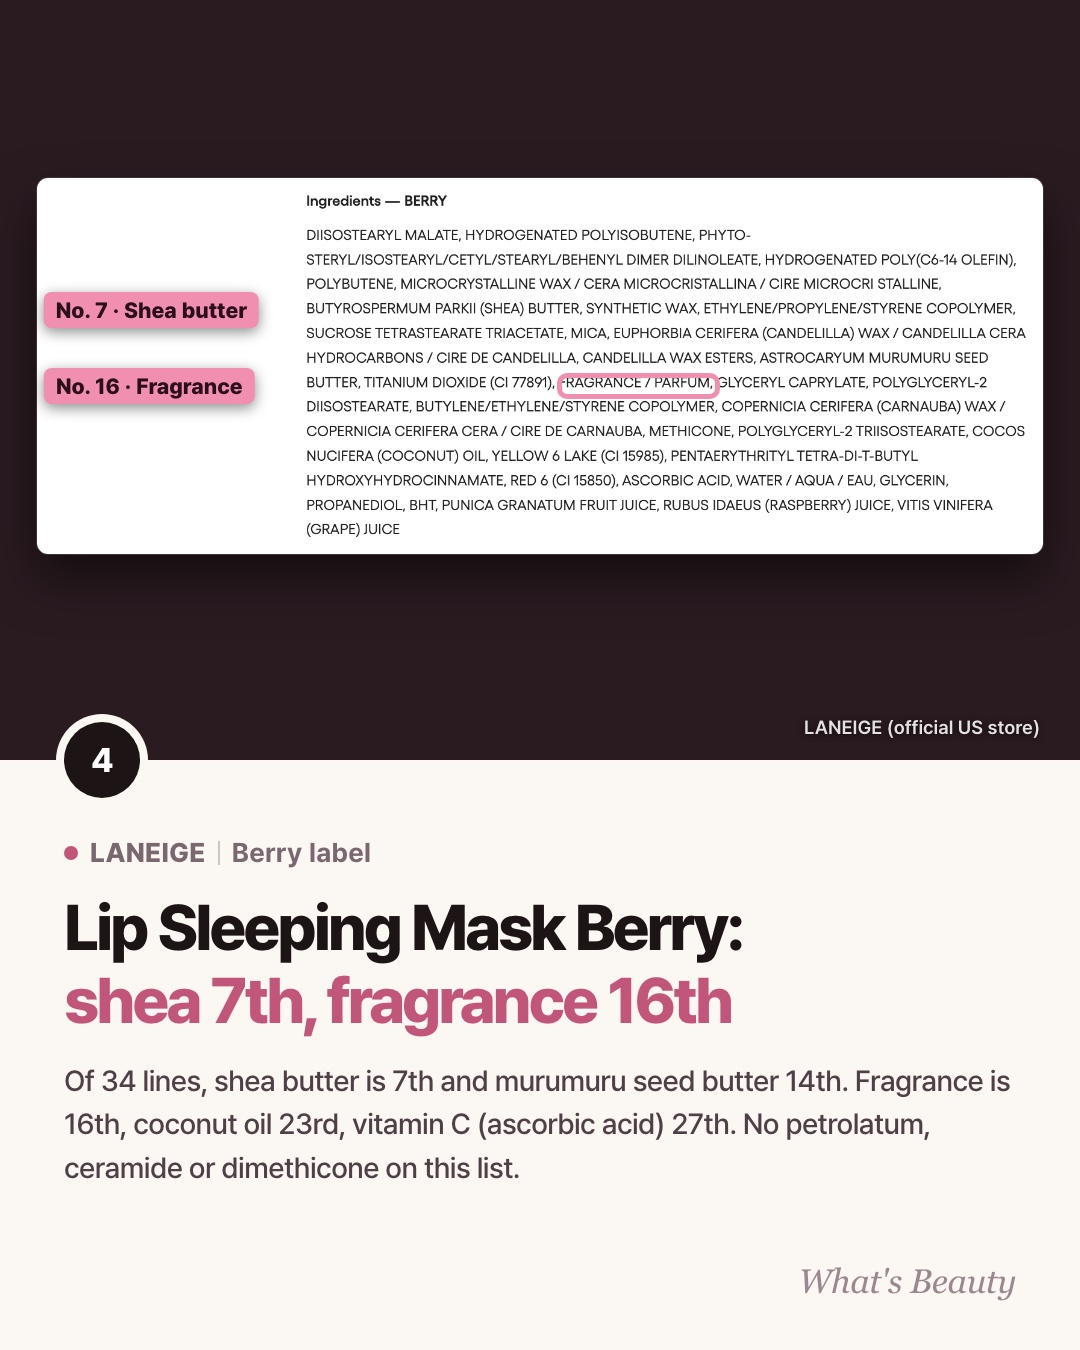 Ingredients — BERRY
DIISOSTEARYL MALATE, HYDROGENATED POLYISOBUTENE, PHYTO-
STERYL/ISOSTEARYL/CETYL/STEARYL/BEHENYL DIMER DILINOLEATE, HYDROGENATED POLY(C6-14 OLEFIN),
POLYBUTENE, MICROCRYSTALLINE WAX / CERA MICROCRISTALLINA / CIRE MICROCRI STALLINE,
BUTYROSPERMUM PARKII (SHEA) BUTTER, SYNTHETIC WAX, ETHYLENE/PROPYLENE/STYRENE COPOLYMER,
SUCROSE TETRASTEARATE TRIACETATE, MICA, EUPHORBIA CERIFERA (CANDELILLA) WAX / CANDELILLA CERA
HYDROCARBONS / CIRE DE CANDELILLA, CANDELILLA WAX ESTERS, ASTROCARYUM MURUMURU SEED
BUTTER, TITANIUM DIOXIDE (CI 77891), FRAGRANCE / PARFUM, GLYCERYL CAPRYLATE, POLYGLYCERYL-2
DIISOSTEARATE, BUTYLENE/ETHYLENE/STYRENE COPOLYMER, COPERNICIA CERIFERA (CARNAUBA) WAX /
COPERNICIA CERIFERA CERA / CIRE DE CARNAUBA, METHICONE, POLYGLYCERYL-2 TRIISOSTEARATE, COCOS
NUCIFERA (COCONUT) OIL, YELLOW 6 LAKE (CI 15985), PENTAERYTHRITYL TETRA-DI-T-BUTYL
HYDROXYHYDROCINNAMATE, RED 6 (CI 15850), ASCORBIC ACID, WATER / AQUA / EAU, GLYCERIN,
PROPANEDIOL, BHT, PUNICA GRANATUM FRUIT JUICE, RUBUS IDAEUS (RASPBERRY) JUICE, VITIS VINIFERA
(GRAPE) JUICE
No. 7 · Shea butter
No. 16 · Fragrance
LANEIGE (official US store)
4
LANEIGE | Berry label
Lip Sleeping Mask Berry:
shea 7th, fragrance 16th
Of 34 lines, shea butter is 7th and murumuru seed butter 14th. Fragrance is
16th, coconut oil 23rd, vitamin C (ascorbic acid) 27th. No petrolatum,
ceramide or dimethicone on this list.
What's Beauty